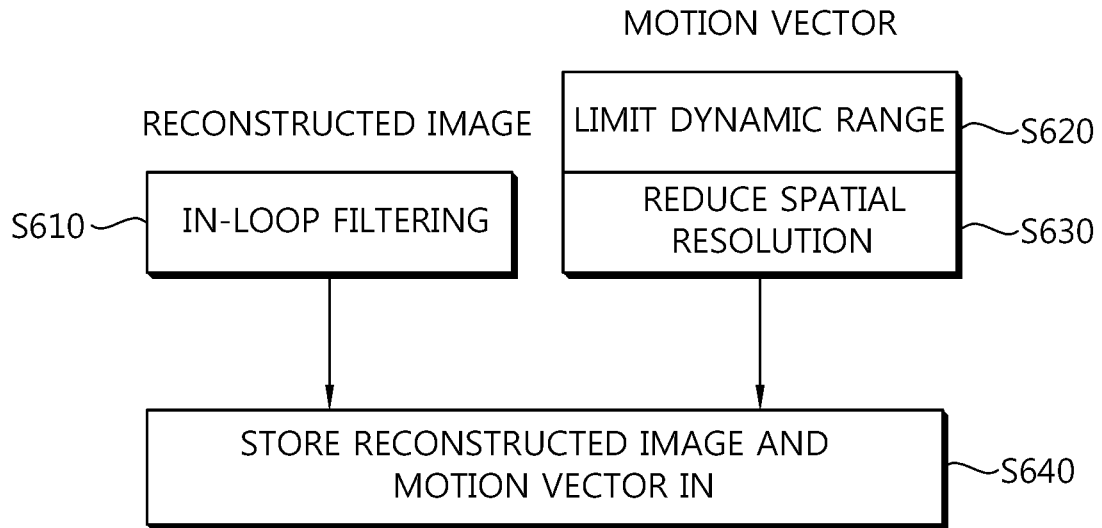 MOTION VECTOR
RECONSTRUCTED IMAGE
LIMIT DYNAMIC RANGE
S620
S610
IN-LOOP FILTERING
REDUCE SPATIAL
RESOLUTION
S630
STORE RECONSTRUCTED IMAGE AND
MOTION VECTOR IN
S640